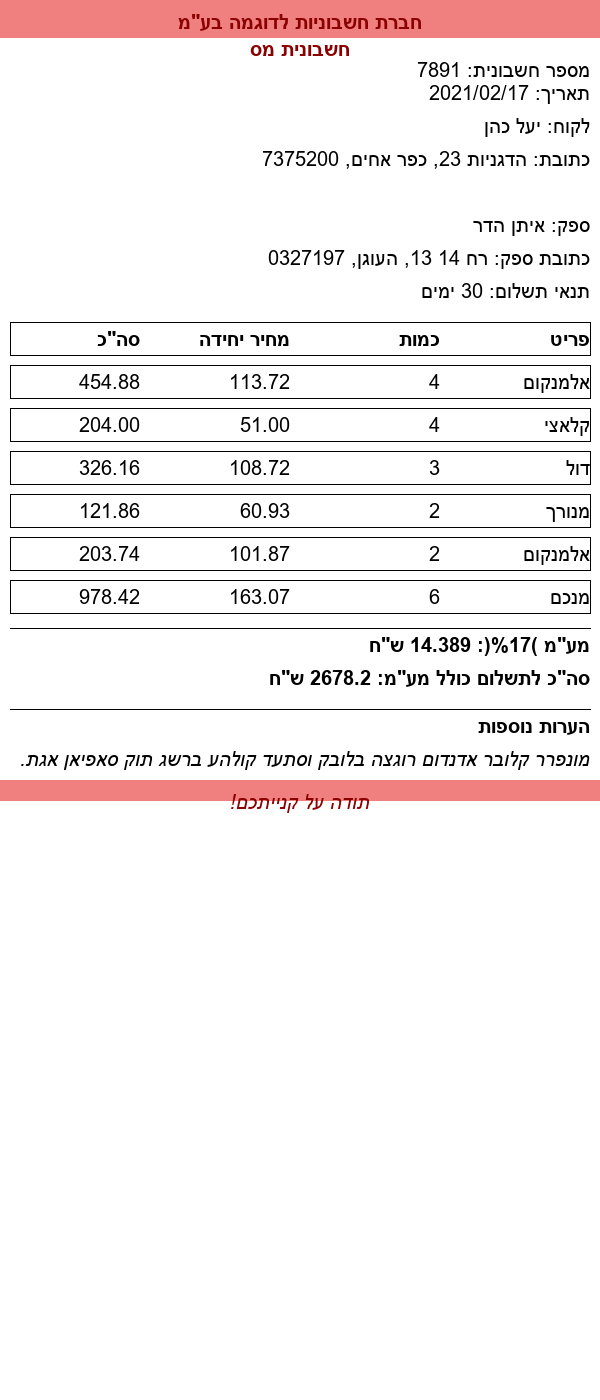 חברת חשבוניות לדוגמה בע"מ
חשבונית מס
מספר חשבונית: 7891
תאריך: 2021/02/17
לקוח: יעל כהן
כתובת: הדגניות 23, כפר אחים, 7375200
ספק: איתן הדר
כתובת ספק: רח 14 13, העוגן, 0327197
תנאי תשלום: 30 ימים
פריט כמות מחיר יחידה סה"כ
אלמנקום 4 113.72 454.88
קלאצי 4 51.00 204.00
דול 3 108.72 326.16
מנורך 2 60.93 121.86
אלמנקום 2 101.87 203.74
מנכם 6 163.07 978.42
מע"מ )17%(: 14.389 ש"ח
סה"כ לתשלום כולל מע"מ: 2678.2 ש"ח
הערות נוספות
מונפרר קלובר אדנדום רוגצה בלובק וסתעד קולהע ברשג תוק סאפיאן אגת.
תודה על קנייתכם!